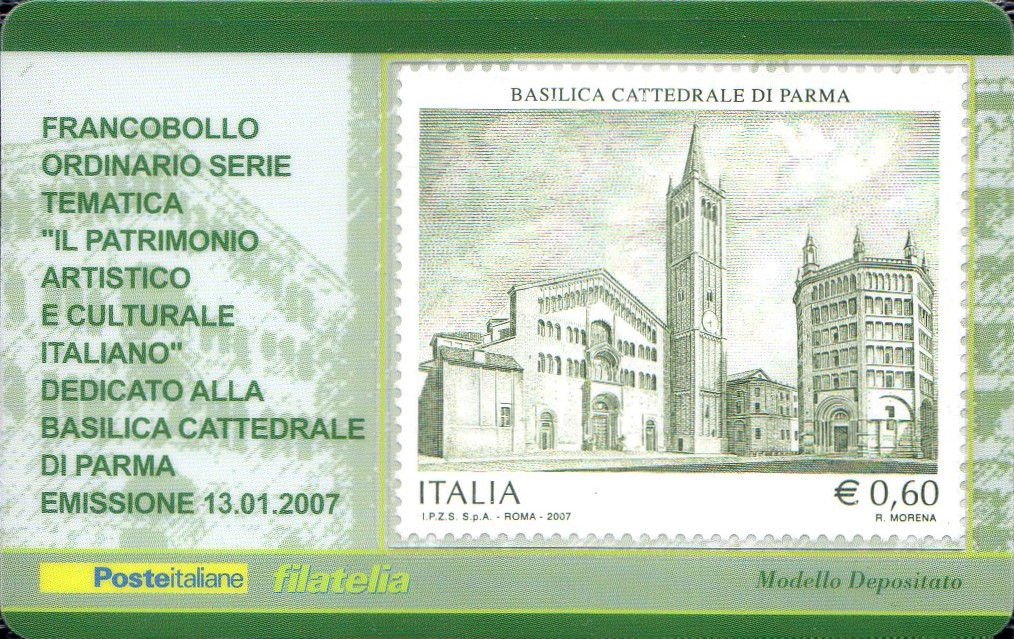 FRANCOBOLLO
ORDINARIO SERIE
TEMATICA
"IL PATRIMONIO
ARTISTICO
E CULTURALE
ITALIANO"
DEDICATO ALLA
BASILICA CATTEDRALE
DI PARMA
EMISSIONE 13.01.2007
BASILICA CATTEDRALE DI PARMA
ITALIA
€ 0,60
I.P.Z.S. S.p.A. - ROMA - 2007
R. MORENA
Posteitaliane
filatelia
Modello Depositato